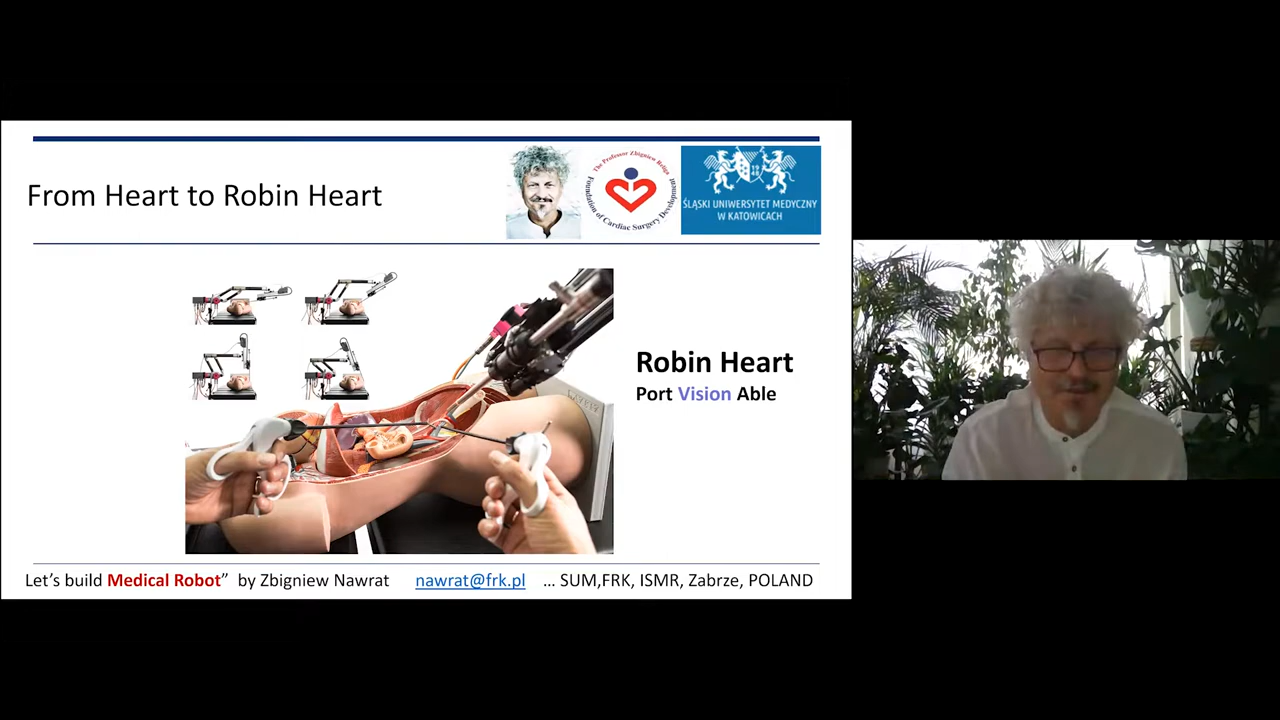 From Heart to Robin Heart
The Professor Zbigniew Religa
Foundation of Cardiac Surgery Development
ŚLĄSKI UNIWERSYTET MEDYCZNY
W KATOWICACH
Robin Heart
Port Vision Able
Let's build Medical Robot” by Zbigniew Nawrat nawrat@frk.pl ... SUM,FRK, ISMR, Zabrze, POLAND